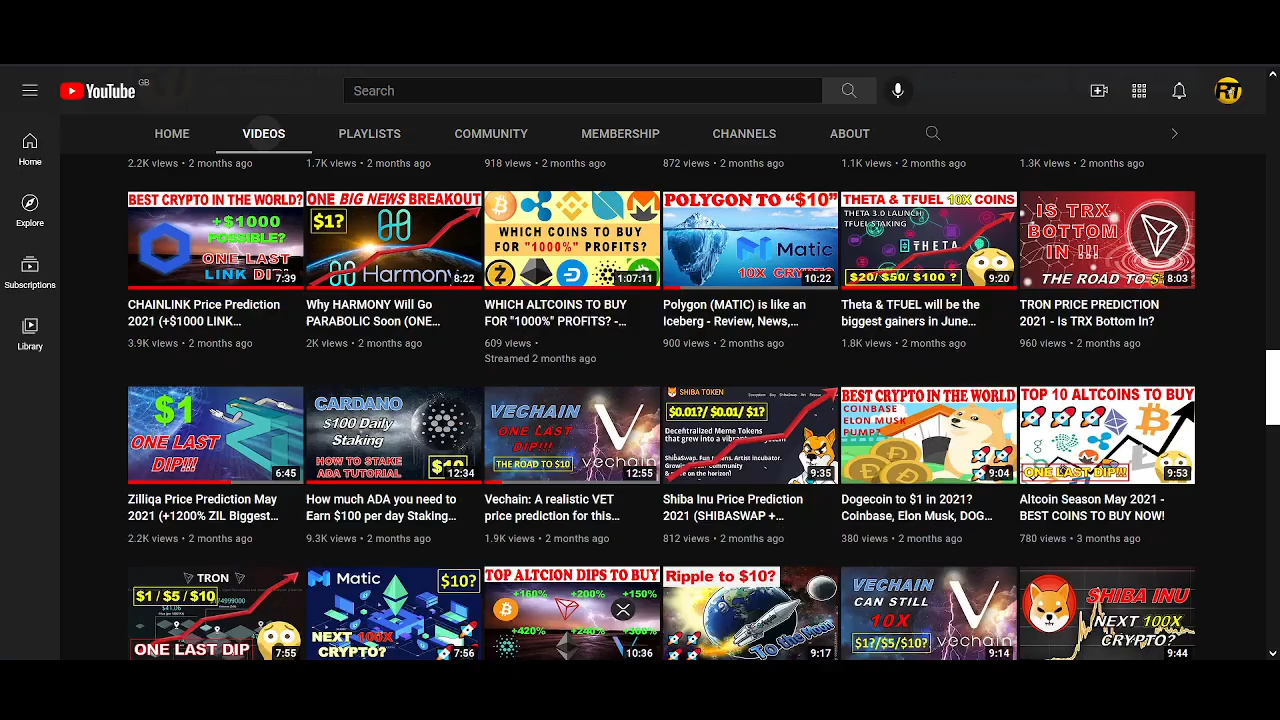 YouTube GB
Search
RT
HOME VIDEOS PLAYLISTS COMMUNITY MEMBERSHIP CHANNELS ABOUT
Home
Explore
Subscriptions
Library
2.2K views • 2 months ago
1.7K views • 2 months ago
918 views • 2 months ago
872 views • 2 months ago
1.1K views • 2 months ago
1.3K views • 2 months ago
BEST CRYPTO IN THE WORLD?
+$1000
POSSIBLE?
ONE LAST
LINK DIP
7:39
CHAINLINK Price Prediction
2021 (+$1000 LINK...
3.9K views • 2 months ago
ONE BIG NEWS BREAKOUT
$1?
Harmony
8:22
Why HARMONY Will Go
PARABOLIC Soon (ONE...
2K views • 2 months ago
WHICH COINS TO BUY
FOR "1000%" PROFITS?
1:07:11
WHICH ALTCOINS TO BUY
FOR "1000%" PROFITS? -...
609 views •
Streamed 2 months ago
POLYGON TO “$10”
Matic
10X CRYPTO
10:22
Polygon (MATIC) is like an
Iceberg - Review, News,...
900 views • 2 months ago
THETA & TFUEL 10X COINS
THETA 3.0 LAUNCH
TFUEL STAKING
THETA
$20/ $50/ $100 ?
9:20
Theta & TFUEL will be the
biggest gainers in June...
1.8K views • 2 months ago
IS TRX
BOTTOM
IN !!!
THE ROAD TO
8:03
TRON PRICE PREDICTION
2021 - Is TRX Bottom In?
960 views • 2 months ago
$1
ONE LAST
DIP!!!
6:45
Zilliqa Price Prediction May
2021 (+1200% ZIL Biggest...
2.2K views • 2 months ago
CARDANO
$100 Daily
Staking
HOW TO STAKE
ADA TUTORIAL
$10
12:34
How much ADA you need to
Earn $100 per day Staking...
9.3K views • 2 months ago
VECHAIN
ONE LAST
DIP!!!
THE ROAD TO $10
vechain
12:55
Vechain: A realistic VET
price prediction for this...
1.9K views • 2 months ago
SHIBA TOKEN
$0.01?/ $0.01/ $1?
Decentralized Meme Tokens
that grew into a vibrant
ShibaSwap. Fun Artist Incubator.
Growing Community
on the horizon!
9:35
Shiba Inu Price Prediction
2021 (SHIBASWAP +...
812 views • 2 months ago
BEST CRYPTO IN THE WORLD
COINBASE
ELON MUSK
PUMP?
9:04
Dogecoin to $1 in 2021?
Coinbase, Elon Musk, DOG...
380 views • 2 months ago
TOP 10 ALTCOINS TO BUY
ONE LAST DIP!!
9:53
Altcoin Season May 2021 -
BEST COINS TO BUY NOW!
780 views • 3 months ago
TRON
$1 / $5 / $10
ONE LAST DIP
7:55
Matic
$10?
NEXT 100X
CRYPTO?
7:56
TOP ALTCION DIPS TO BUY
+160% +200% +150%
+420% +240% +300%
10:36
Ripple to $10?
To the Moon
9:17
VECHAIN
CAN STILL
10X
$1?/$5/$10?
vechain
9:14
SHIBA INU
NEXT 100X
CRYPTO?
9:44